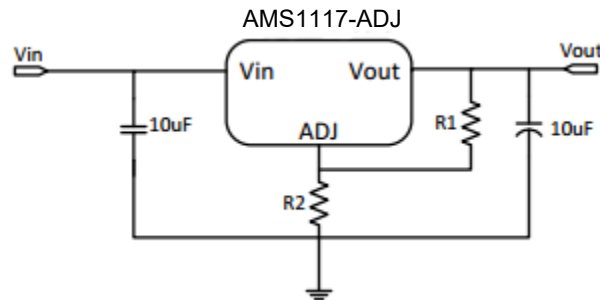 AMS1117-ADJ
Vin
Vout
Vin
Vout
10uF
R1
10uF
ADJ
R2